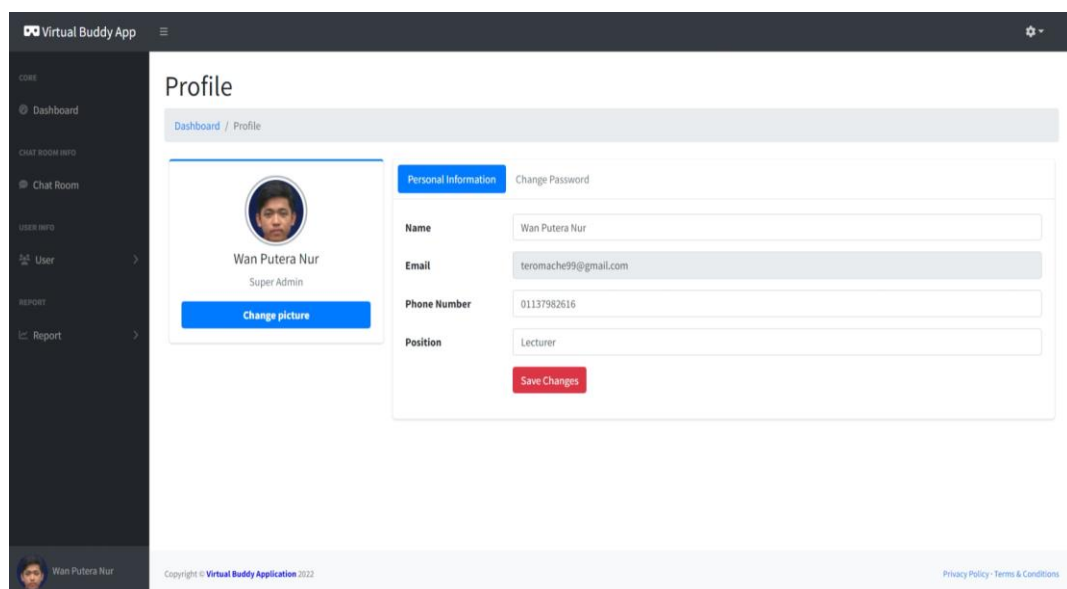 Virtual Buddy App
CORE
Dashboard
CHAT ROOM INFO
Chat Room
USER INFO
User
REPORT
Report
Wan Putera Nur
Profile
Dashboard / Profile
Wan Putera Nur
Super Admin
Change picture
Personal Information Change Password
Name Wan Putera Nur
Email teromache99@gmail.com
Phone Number 01137982616
Position Lecturer
Save Changes
Copyright © Virtual Buddy Application 2022
Privacy Policy · Terms & Conditions